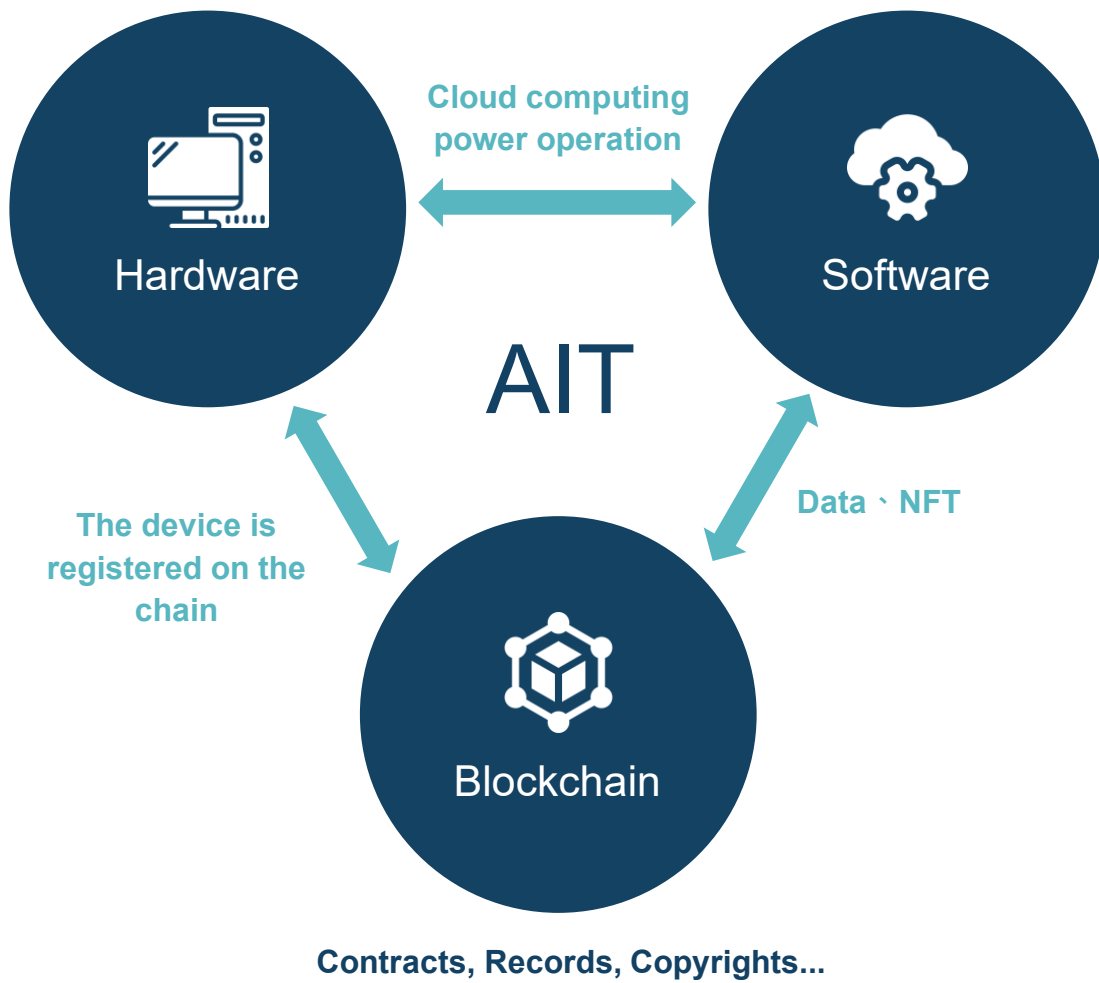 Cloud computing
power operation
Hardware
Software
AIT
The device is
registered on the
chain
Data、NFT
Blockchain
Contracts, Records, Copyrights...